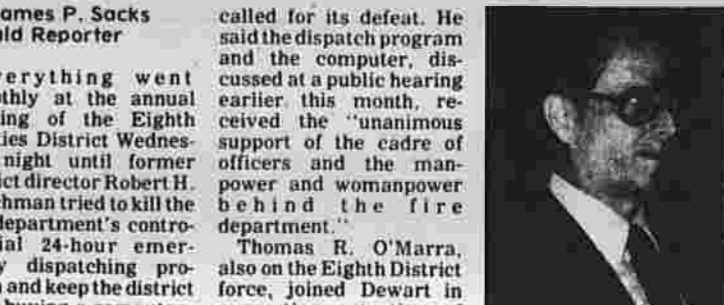 ames P. Sacks
ld Reporter
erything went
thly at the annual
ing of the Eighth
ies District Wednes-
night until former
ict director Robert H.
hman tried to kill the
department's contro-
ial 24-hour emer-
y dispatching pro-
and keep the district
called for its defeat. He
said the dispatch program
and the computer, dis-
cussed at a public hearing
earlier this month, re-
ceived the "unanimous
support of the cadre of
officers and the man-
power and womanpower
behind the fire
department."
Thomas R. O'Marra,
also on the Eighth District
force, joined Dewart in